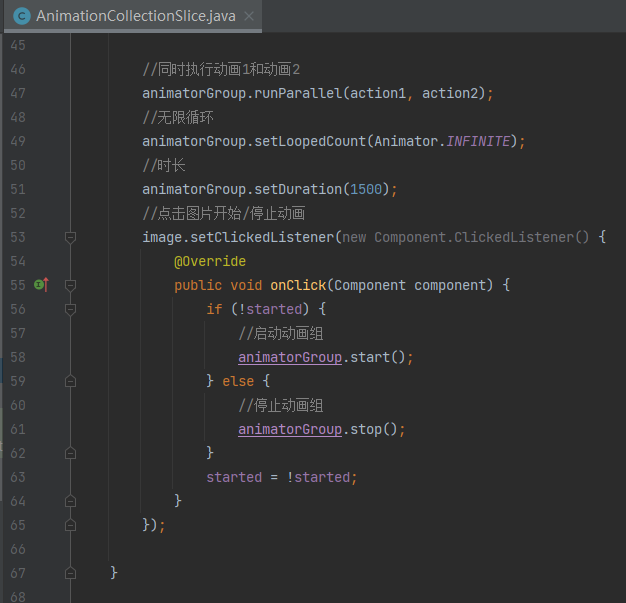 AnimationCollectionSlice.java
45
46 //同时执行动画1和动画2
47 animatorGroup.runParallel(action1, action2);
48 //无限循环
49 animatorGroup.setLoopedCount(Animator.INFINITE);
50 //时长
51 animatorGroup.setDuration(1500);
52 //点击图片开始/停止动画
53 image.setClickedListener(new Component.ClickedListener() {
54 @Override
55 public void onClick(Component component) {
56 if (!started) {
57 //启动动画组
58 animatorGroup.start();
59 } else {
60 //停止动画组
61 animatorGroup.stop();
62 }
63 started = !started;
64 }
65 });
66
67 }
68